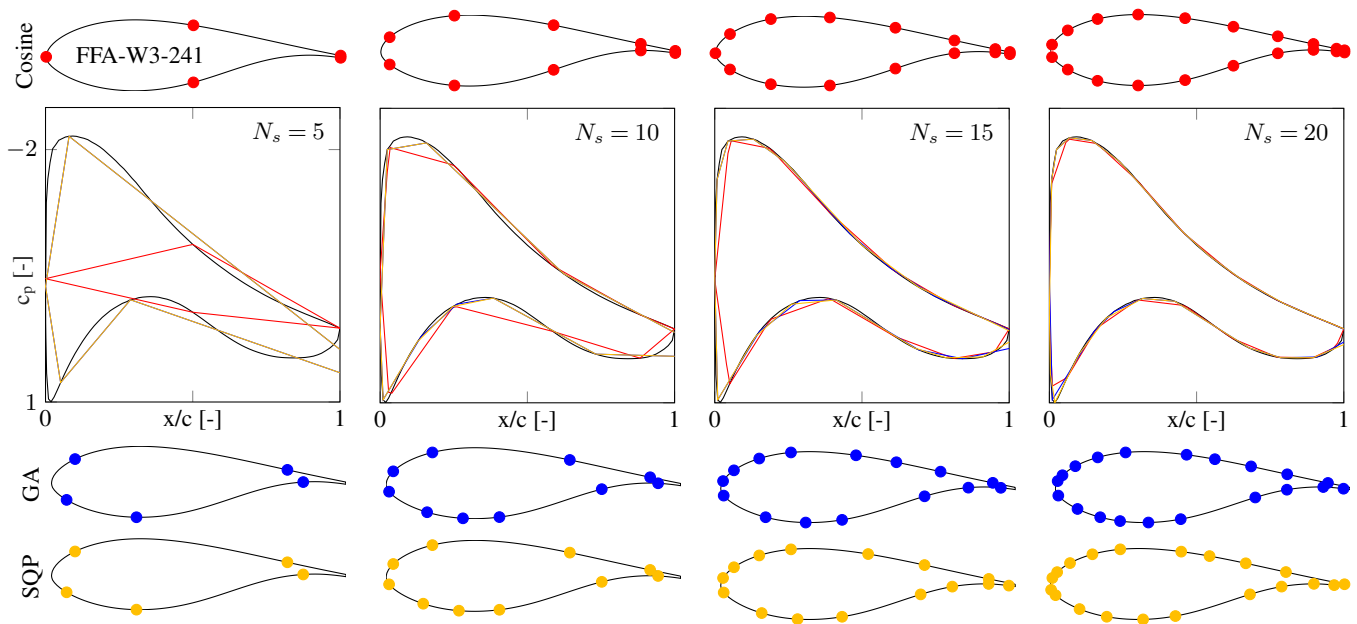 Cosine
FFA-W3-241
N_s = 5
N_s = 10
N_s = 15
N_s = 20
−2
c_p [-]
1
0 x/c [-] 1
0 x/c [-] 1
0 x/c [-] 1
0 x/c [-] 1
GA
SQP